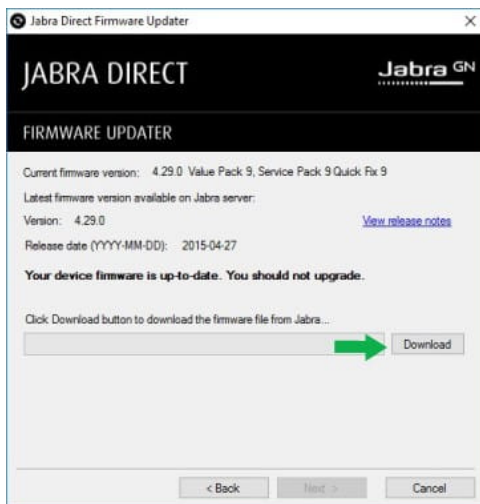 Jabra Direct Firmware Updater
JABRA DIRECT
Jabra GN
FIRMWARE UPDATER
Current firmware version: 4.29.0 Value Pack 9, Service Pack 9 Quick Fix 9
Latest firmware version available on Jabra server:
Version: 4.29.0 View release notes
Release date (YYYY-MM-DD): 2015-04-27
Your device firmware is up-to-date. You should not upgrade.
Click Download button to download the firmware file from Jabra...
Download
< Back Next > Cancel